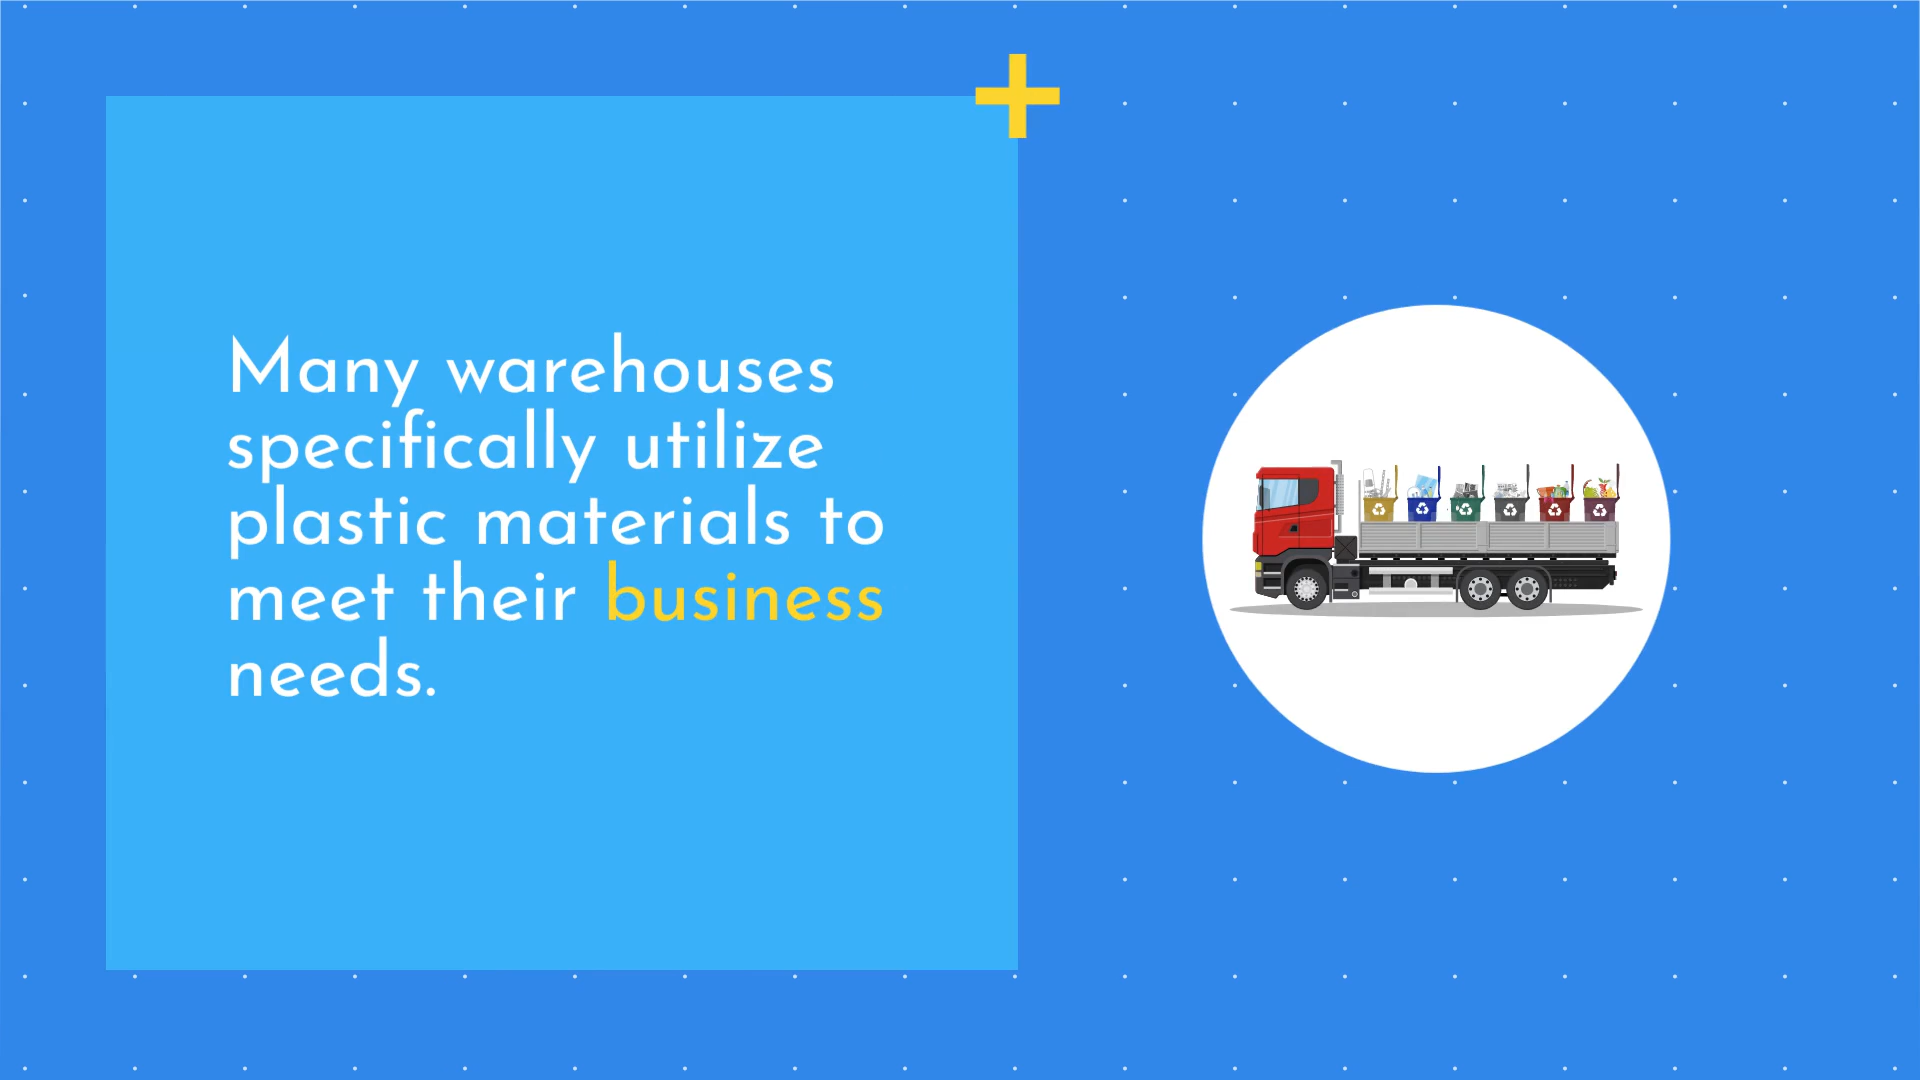 Many warehouses
specifically utilize
plastic materials to
meet their business
needs.